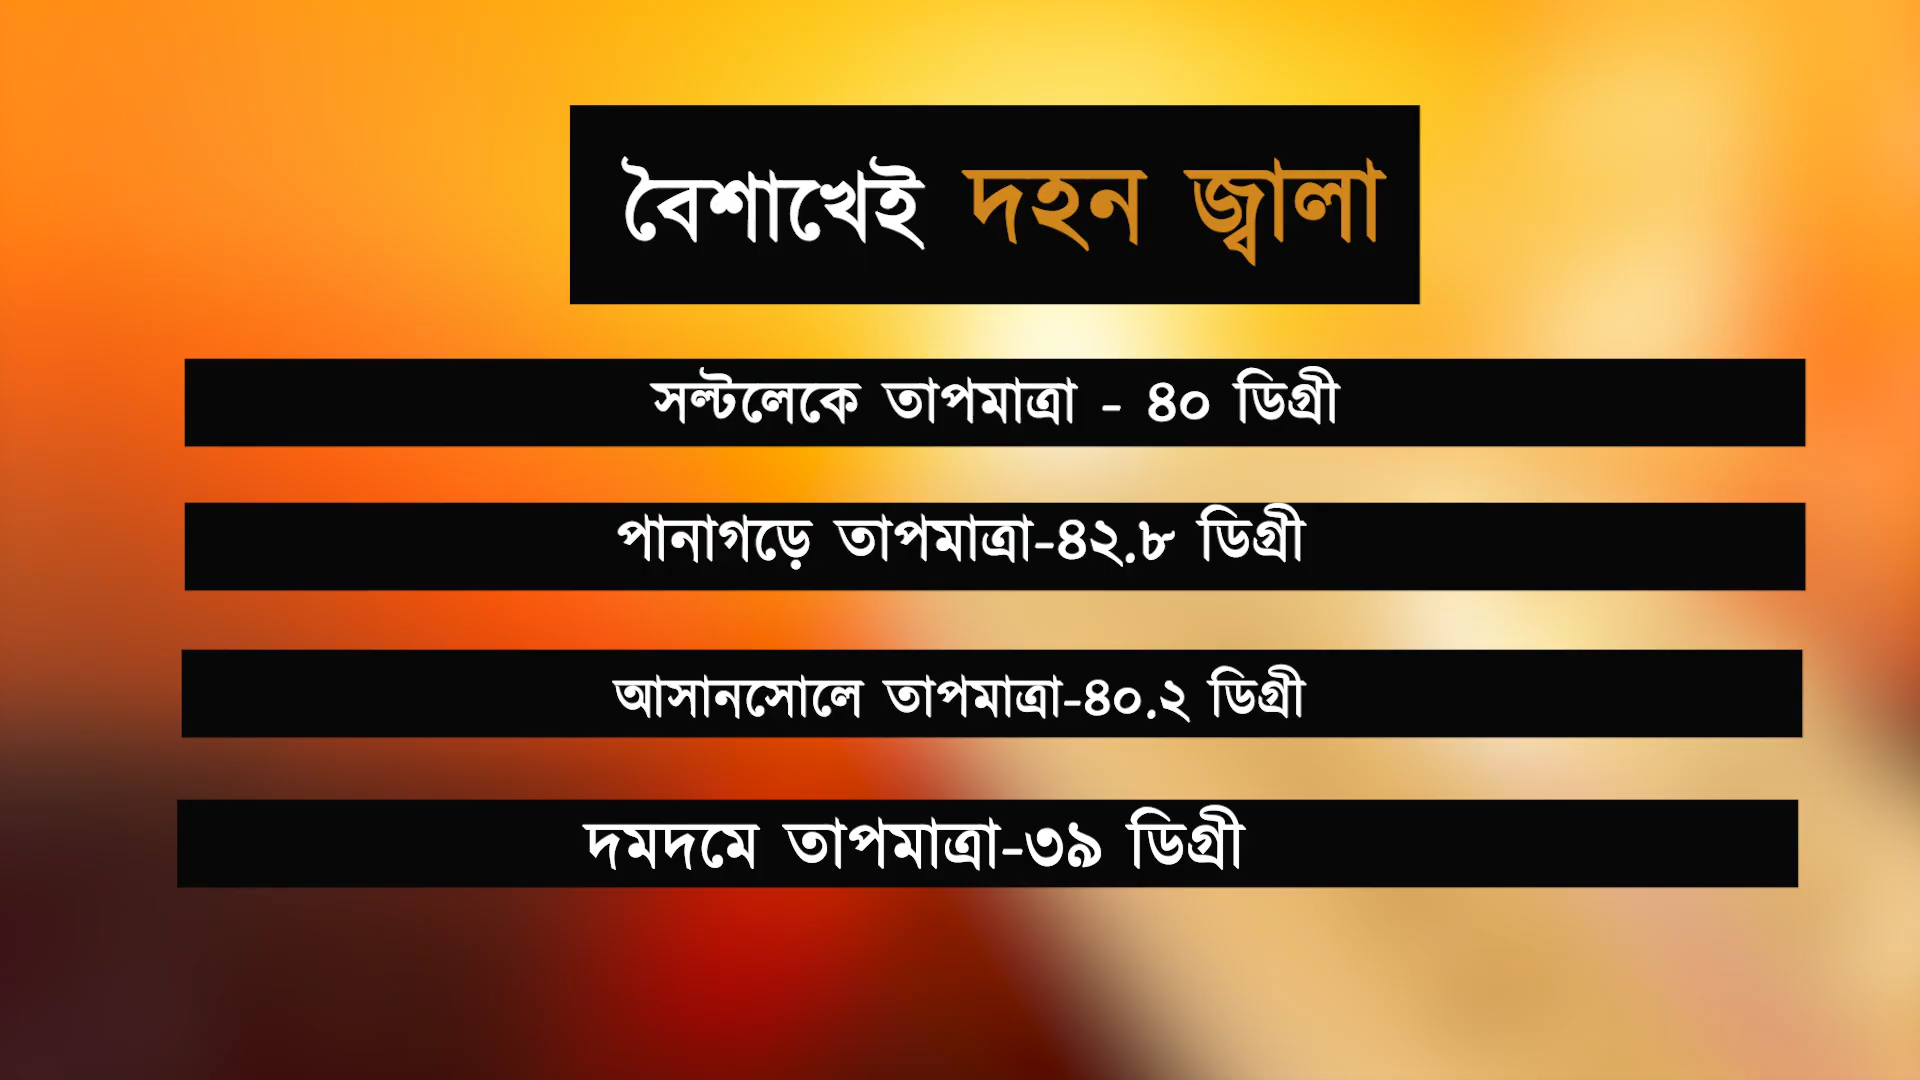 বৈশাখেই দহন জ্বালা
সল্টলেকে তাপমাত্রা - ৪০ ডিগ্রী
পানাগড়ে তাপমাত্রা-৪২.৮ ডিগ্রী
আসানসোলে তাপমাত্রা-৪০.২ ডিগ্রী
দমদমে তাপমাত্রা-৩৯ ডিগ্রী